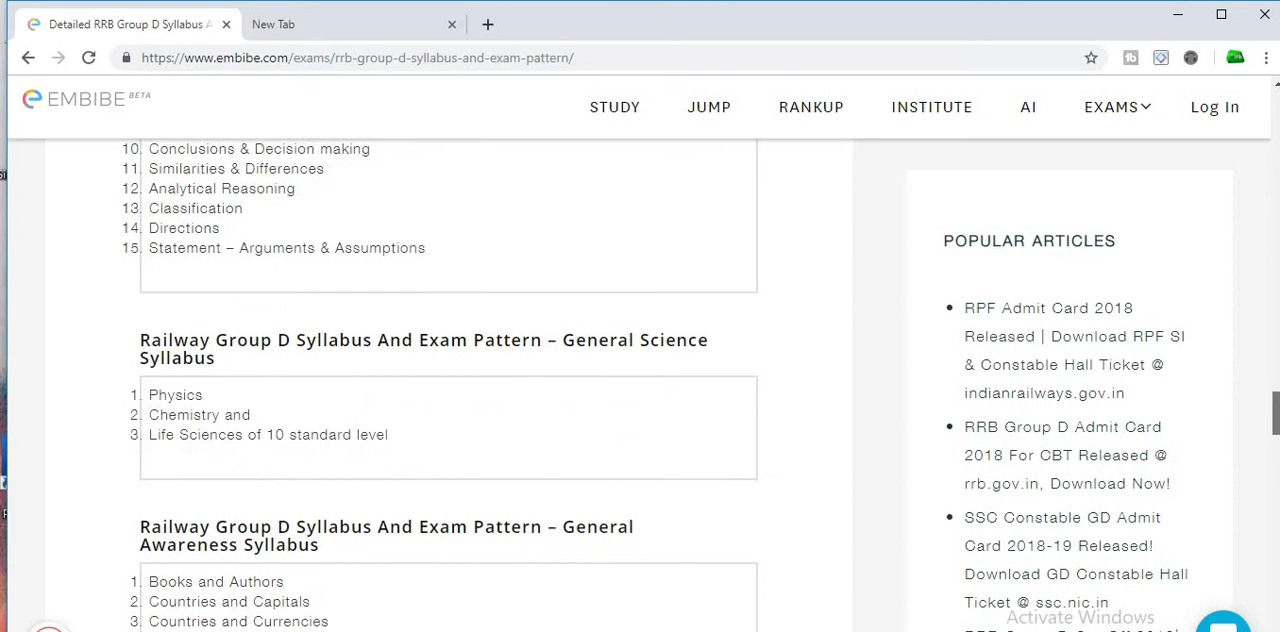 Detailed RRB Group D Syllabus A
New Tab
https://www.embibe.com/exams/rrb-group-d-syllabus-and-exam-pattern/
EMBIBE BETA
STUDY
JUMP
RANKUP
INSTITUTE
AI
EXAMS
Log In
10. Conclusions & Decision making
11. Similarities & Differences
12. Analytical Reasoning
13. Classification
14. Directions
15. Statement – Arguments & Assumptions
Railway Group D Syllabus And Exam Pattern – General Science
Syllabus
1. Physics
2. Chemistry and
3. Life Sciences of 10 standard level
Railway Group D Syllabus And Exam Pattern – General
Awareness Syllabus
1. Books and Authors
2. Countries and Capitals
3. Countries and Currencies
POPULAR ARTICLES
RPF Admit Card 2018
Released | Download RPF SI
& Constable Hall Ticket @
indianrailways.gov.in
RRB Group D Admit Card
2018 For CBT Released @
rrb.gov.in, Download Now!
SSC Constable GD Admit
Card 2018-19 Released!
Download GD Constable Hall
Ticket @ ssc.nic.in
Activate Windows